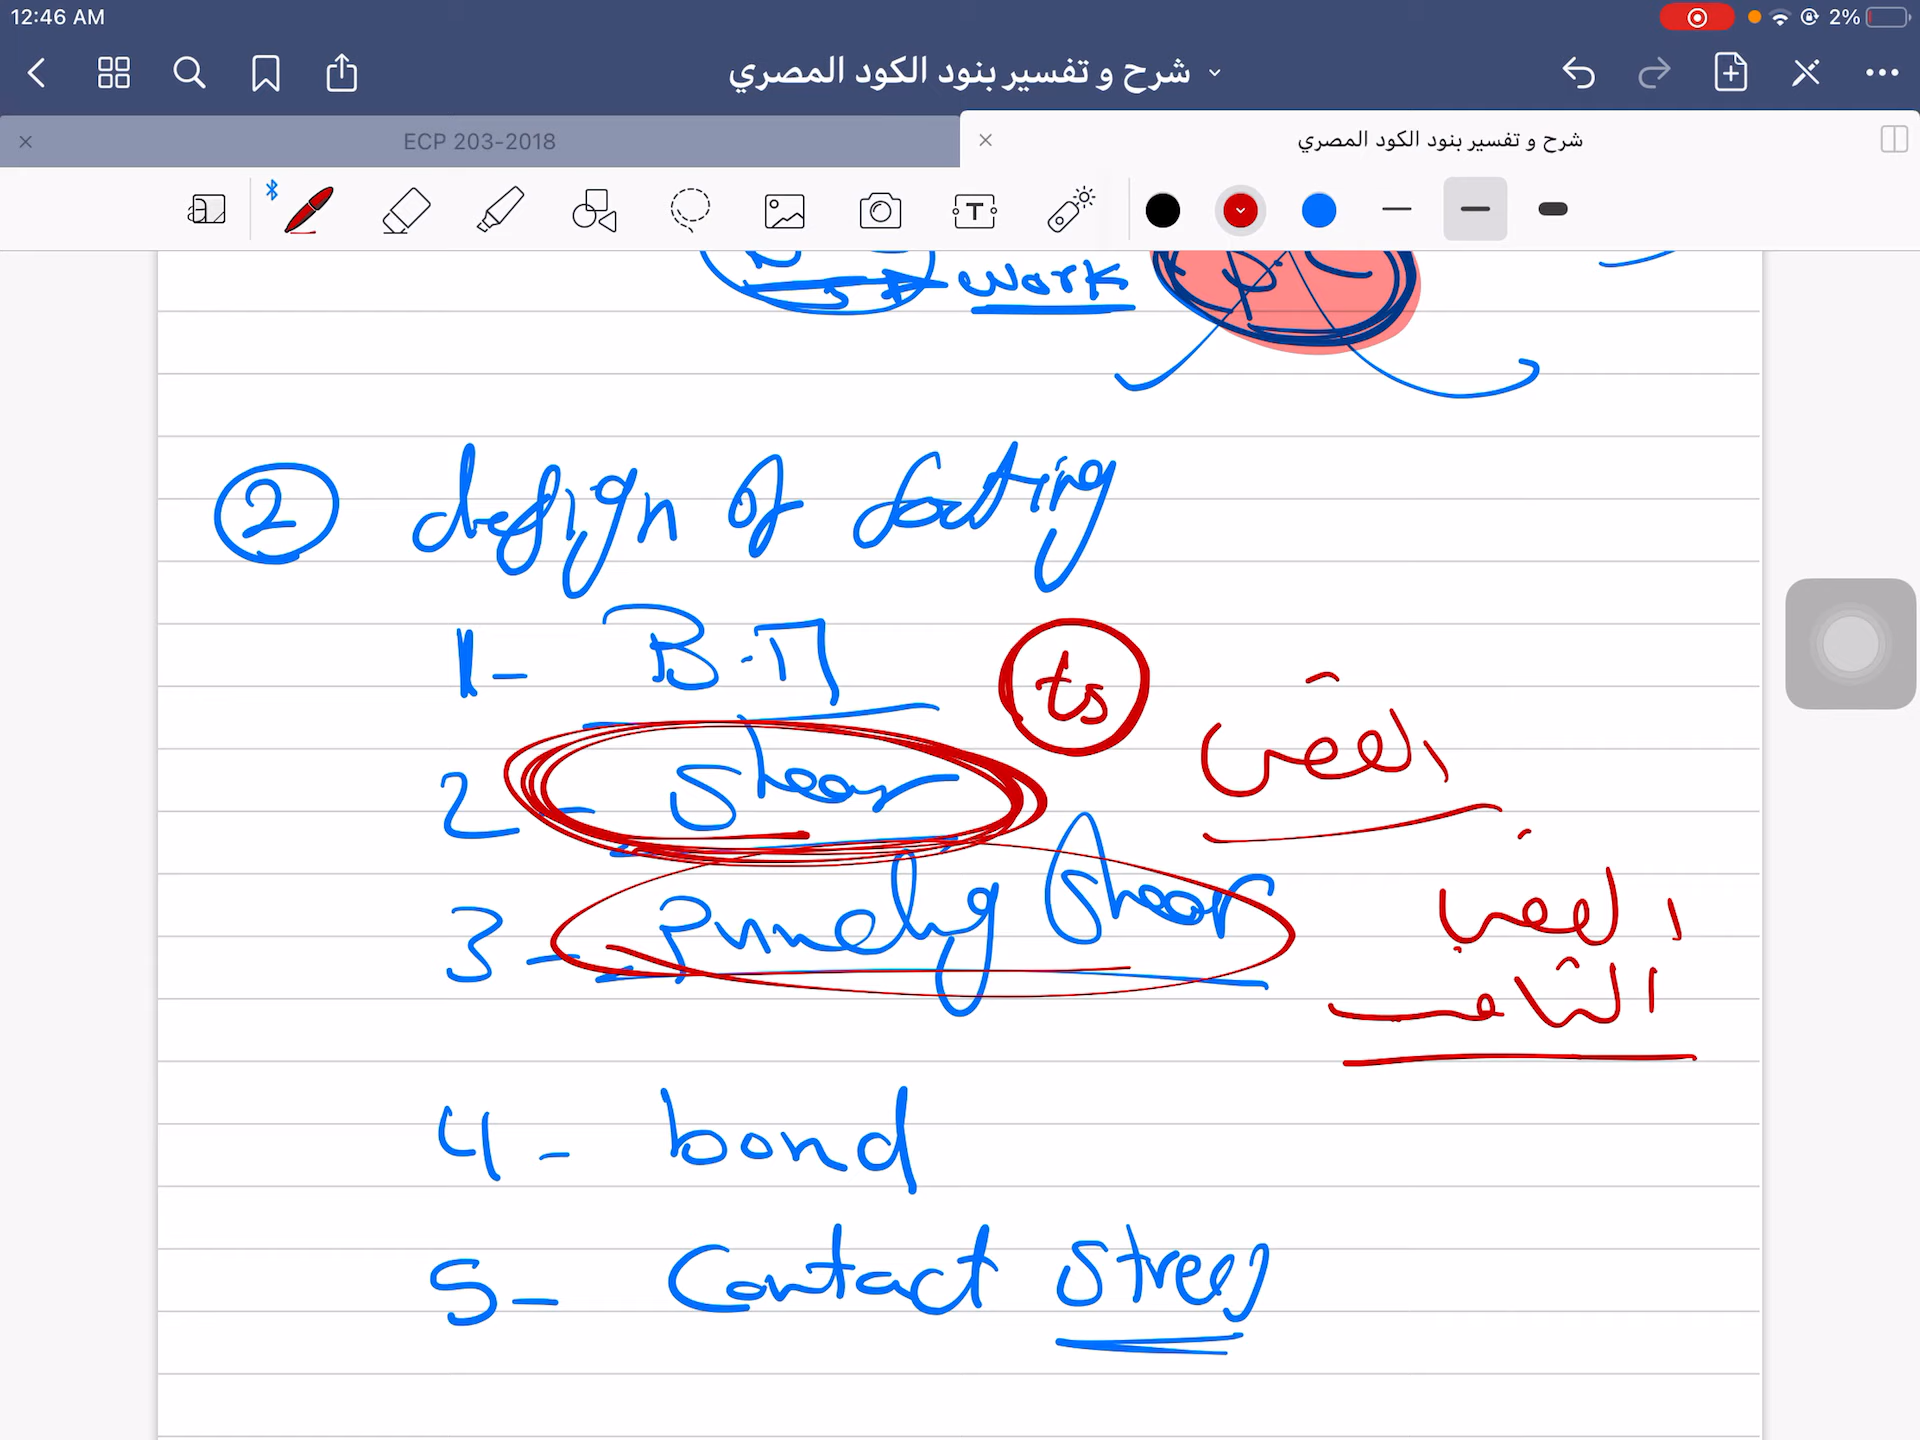 12:46 AM
2%
شرح و تفسير بنود الكود المصري
ECP 203-2018
شرح و تفسير بنود الكود المصري
work
2 design of footing
1- B.M
ts
القص
2- Shear
3- Punching Shear
القص
الثاقب
4- bond
5- Contact stress